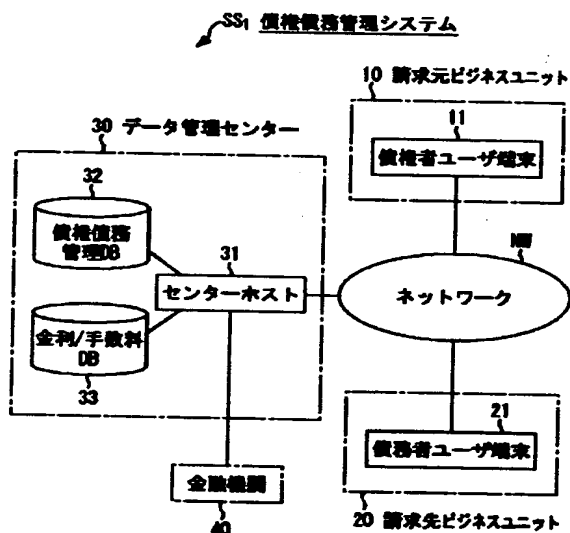 SS1 債権債務管理システム
10 請求元ビジネスユニット
11
債権者ユーザ端末
30 データ管理センター
32
債権債務
管理DB
31
センターホスト
NW
ネットワーク
金利/手数料
DB
33
21
債務者ユーザ端末
金融機関
40
20 請求先ビジネスユニット